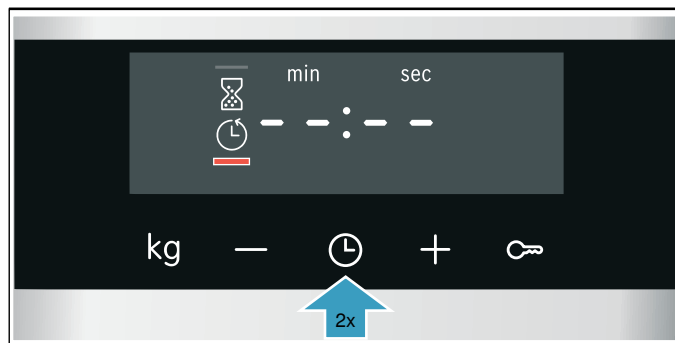 min sec
– – : – –
kg – +
2x